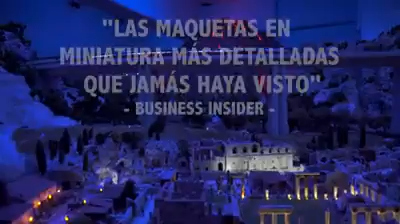 "LAS MAQUETAS EN
MINIATURA MÁS DETALLADAS
QUE JAMÁS HAYA VISTO"
- BUSINESS INSIDER -